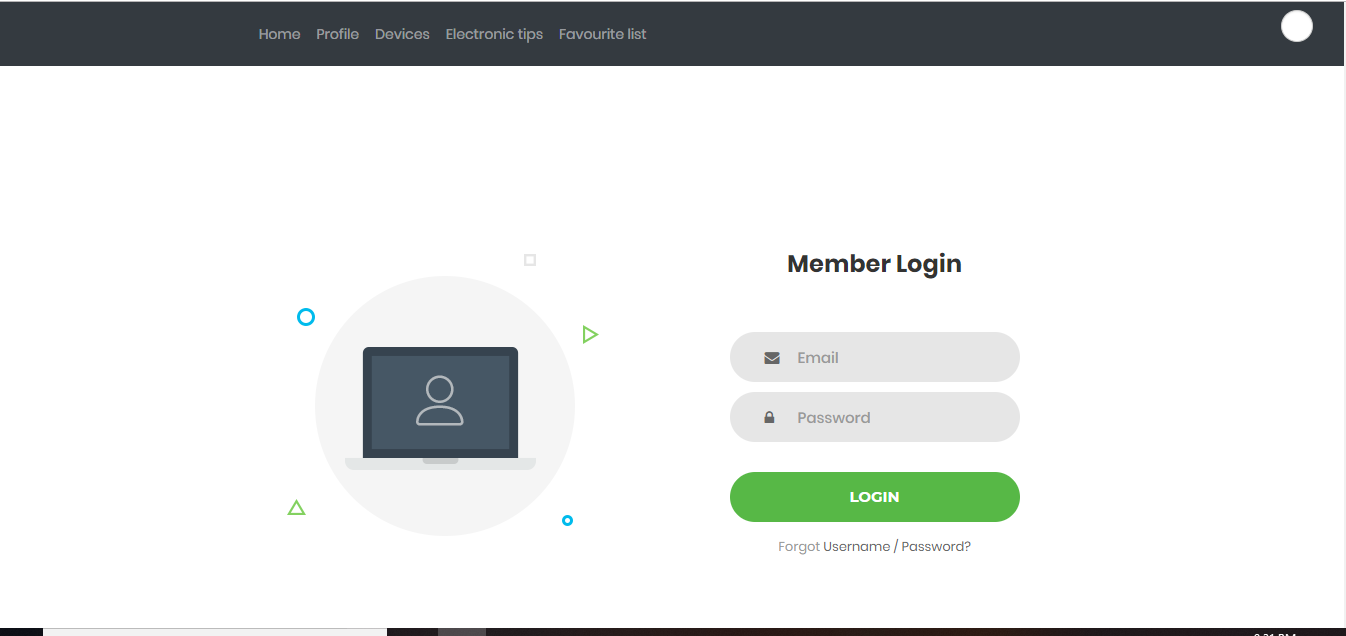 Home Profile Devices Electronic tips Favourite list
Member Login
Email
Password
LOGIN
Forgot Username / Password?